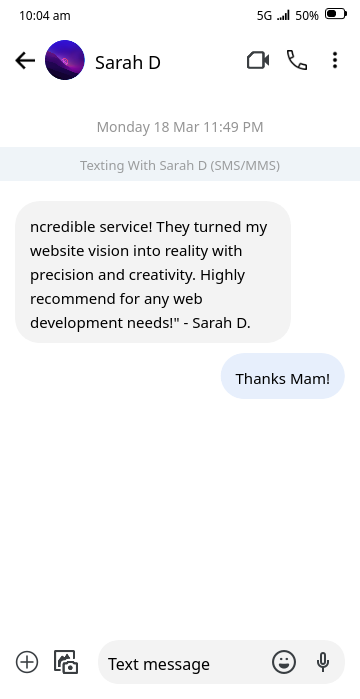 10:04 am 5G 50%
Sarah D
Monday 18 Mar 11:49 PM
Texting With Sarah D (SMS/MMS)
ncredible service! They turned my
website vision into reality with
precision and creativity. Highly
recommend for any web
development needs!" - Sarah D.
Thanks Mam!
Text message